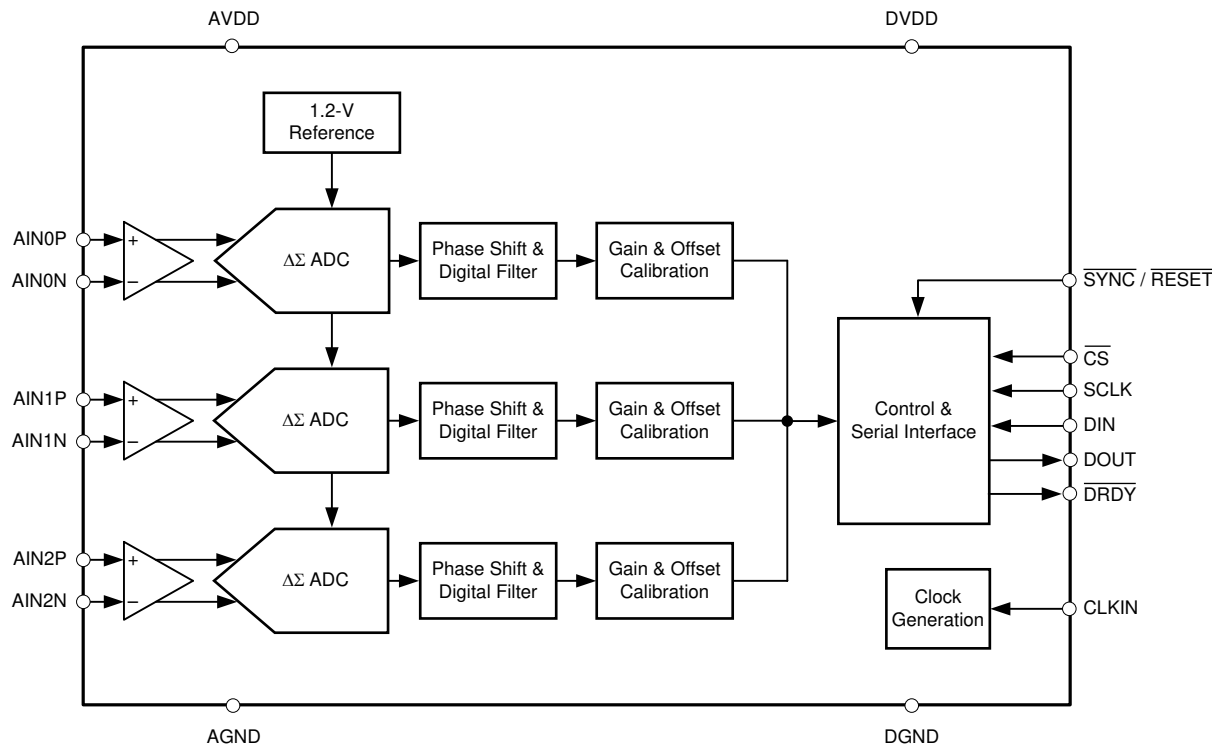 AVDD
DVDD
1.2-V
Reference
AIN0P
+
AIN0N
−
ΔΣ ADC
Phase Shift &
Digital Filter
Gain & Offset
Calibration
SYNC / RESET
AIN1P
+
AIN1N
−
ΔΣ ADC
Phase Shift &
Digital Filter
Gain & Offset
Calibration
Control &
Serial Interface
CS
SCLK
DIN
DOUT
DRDY
AIN2P
+
AIN2N
−
ΔΣ ADC
Phase Shift &
Digital Filter
Gain & Offset
Calibration
Clock
Generation
CLKIN
AGND
DGND